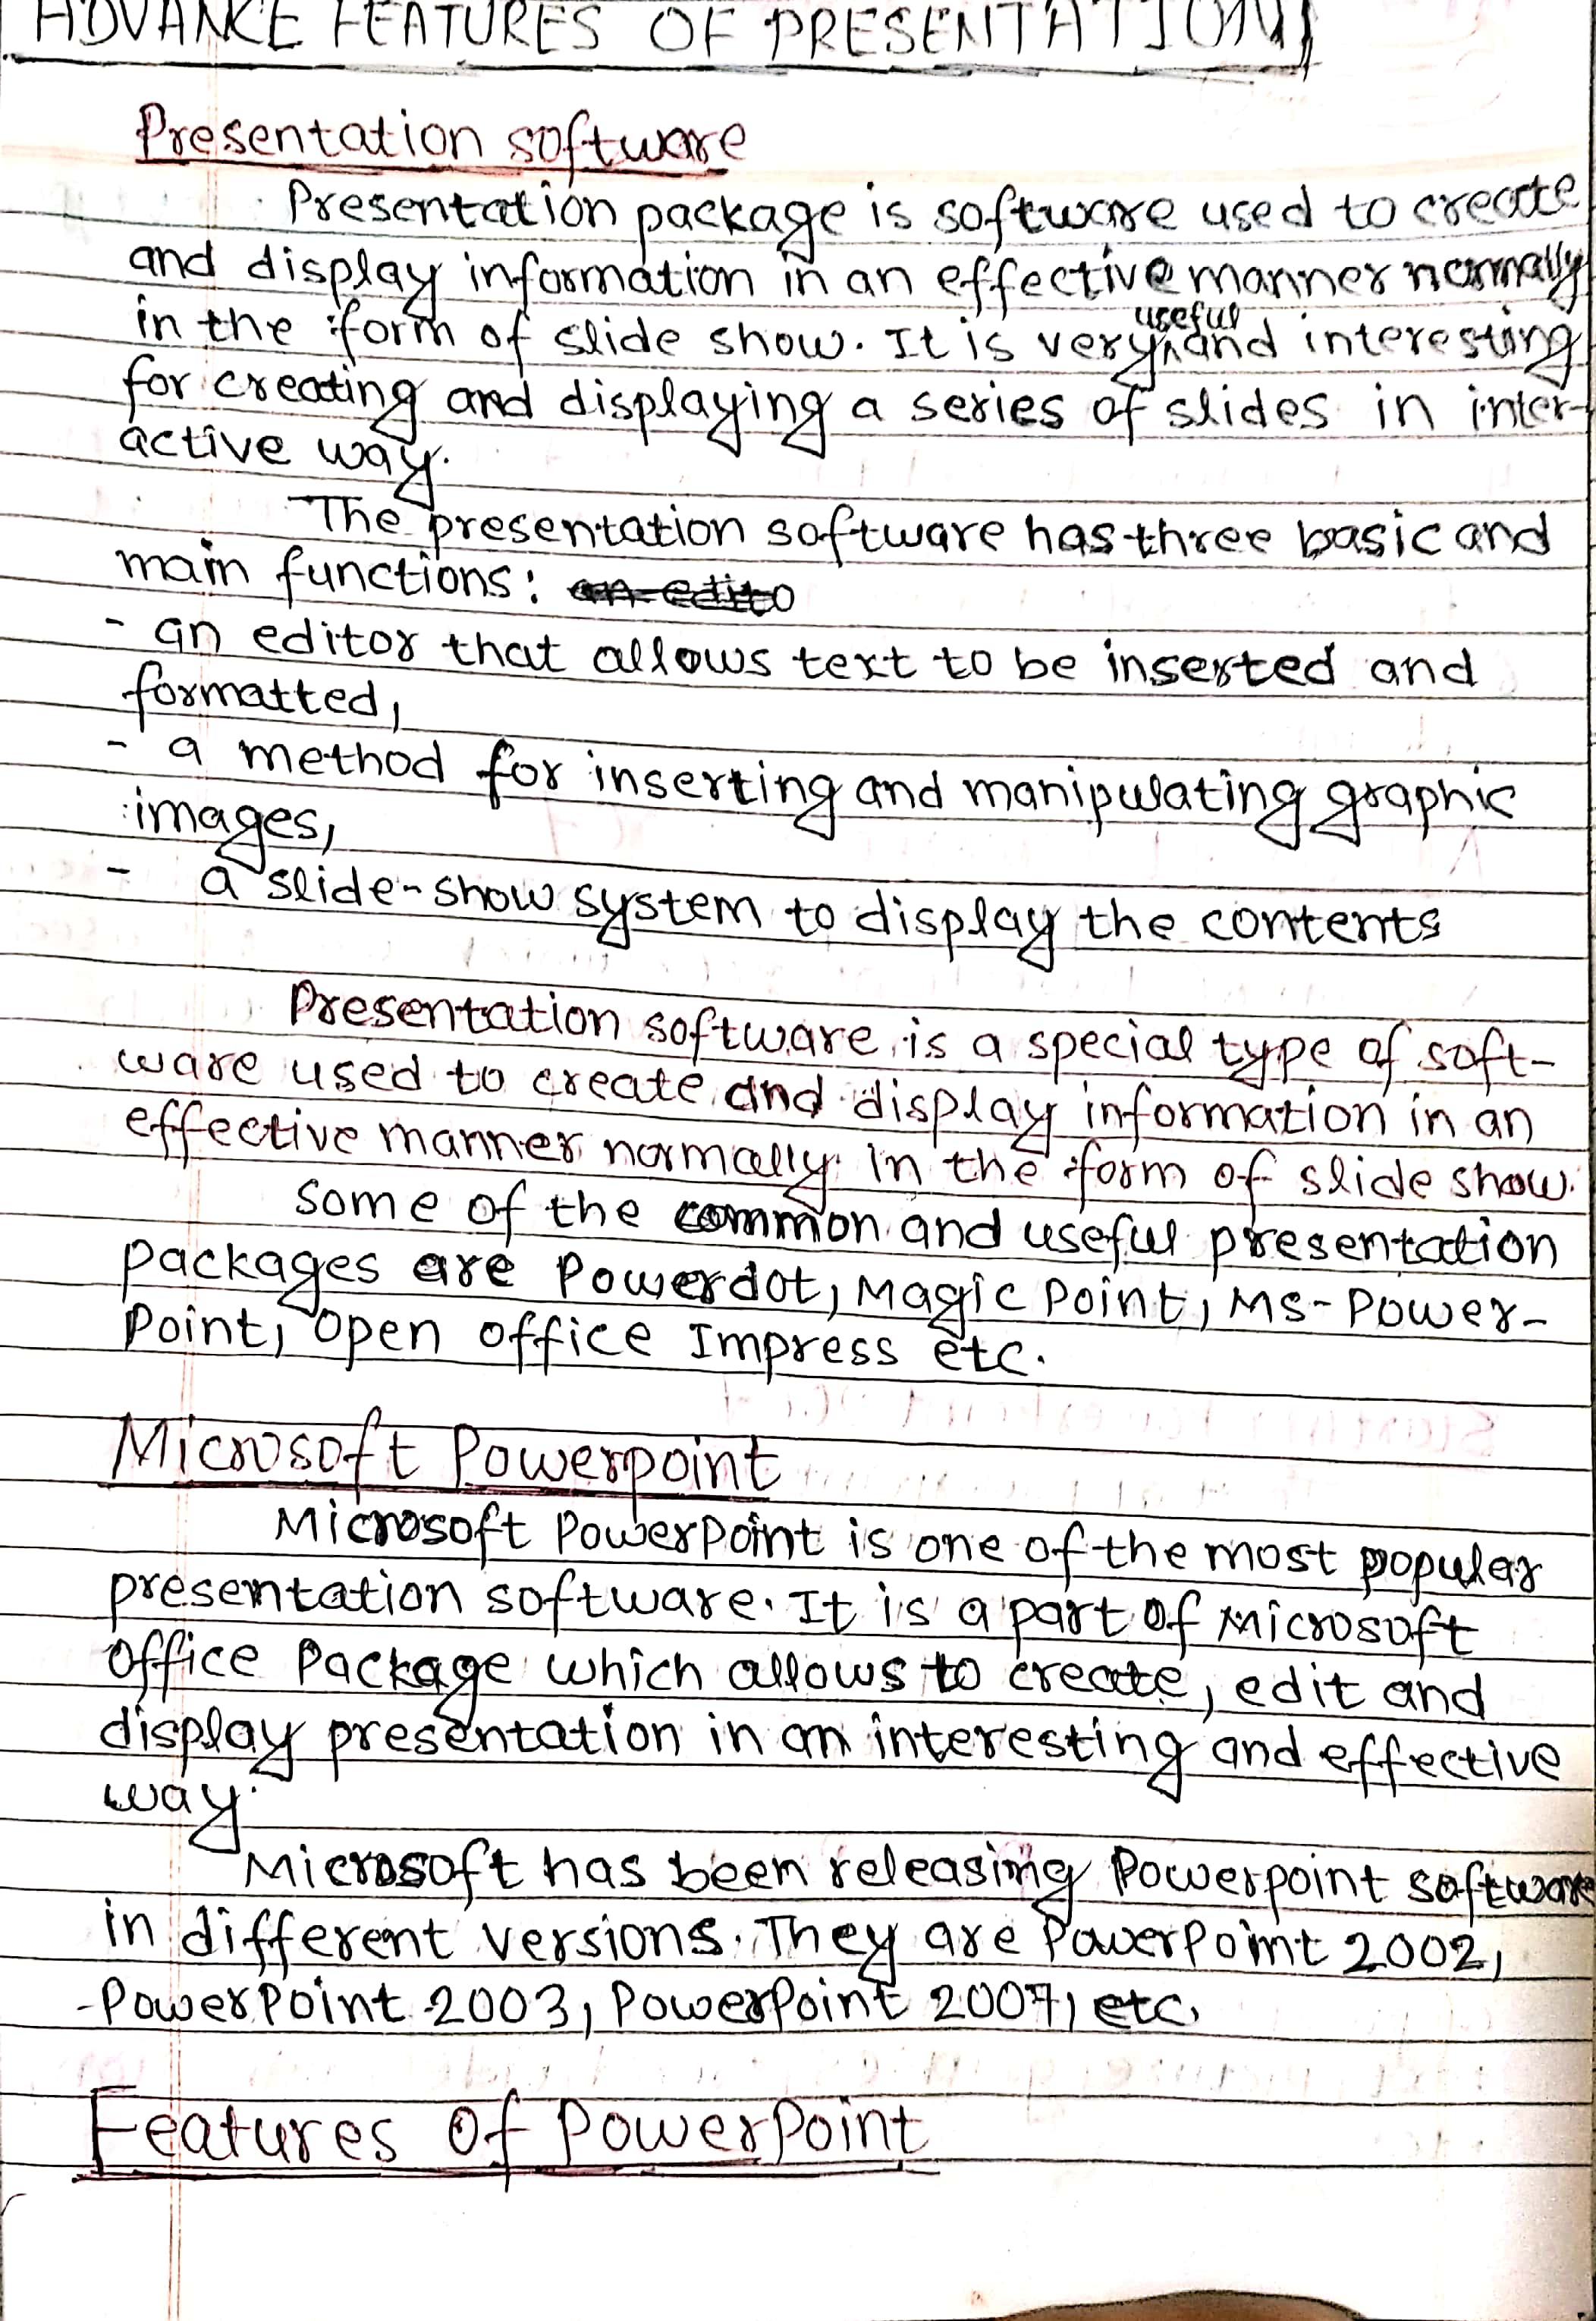 ADVANCE FEATURES OF PRESENTATION
Presentation software
Presentation package is software used to create
and display information in an effective manner normally
in the form of slide show. It is very useful and interesting
for creating and displaying a series of slides in inter-
active way.
The presentation software has three basic and
main functions:
- an editor that allows text to be inserted and
formatted,
- a method for inserting and manipulating graphic
images,
- a slide-show system to display the contents
Presentation software is a special type of soft-
ware used to create and display information in an
effective manner normally in the form of slide show.
Some of the common and useful presentation
packages are Powerdot, Magic Point, MS-Power-
Point, Open office Impress etc.
Microsoft Powerpoint
Microsoft PowerPoint is one of the most popular
presentation software. It is a part of Microsoft
Office Package which allows to create, edit and
display presentation in an interesting and effective
way.
Microsoft has been releasing Powerpoint software
in different versions. They are PowerPoint 2002,
PowerPoint 2003, PowerPoint 2007, etc.
Features Of PowerPoint